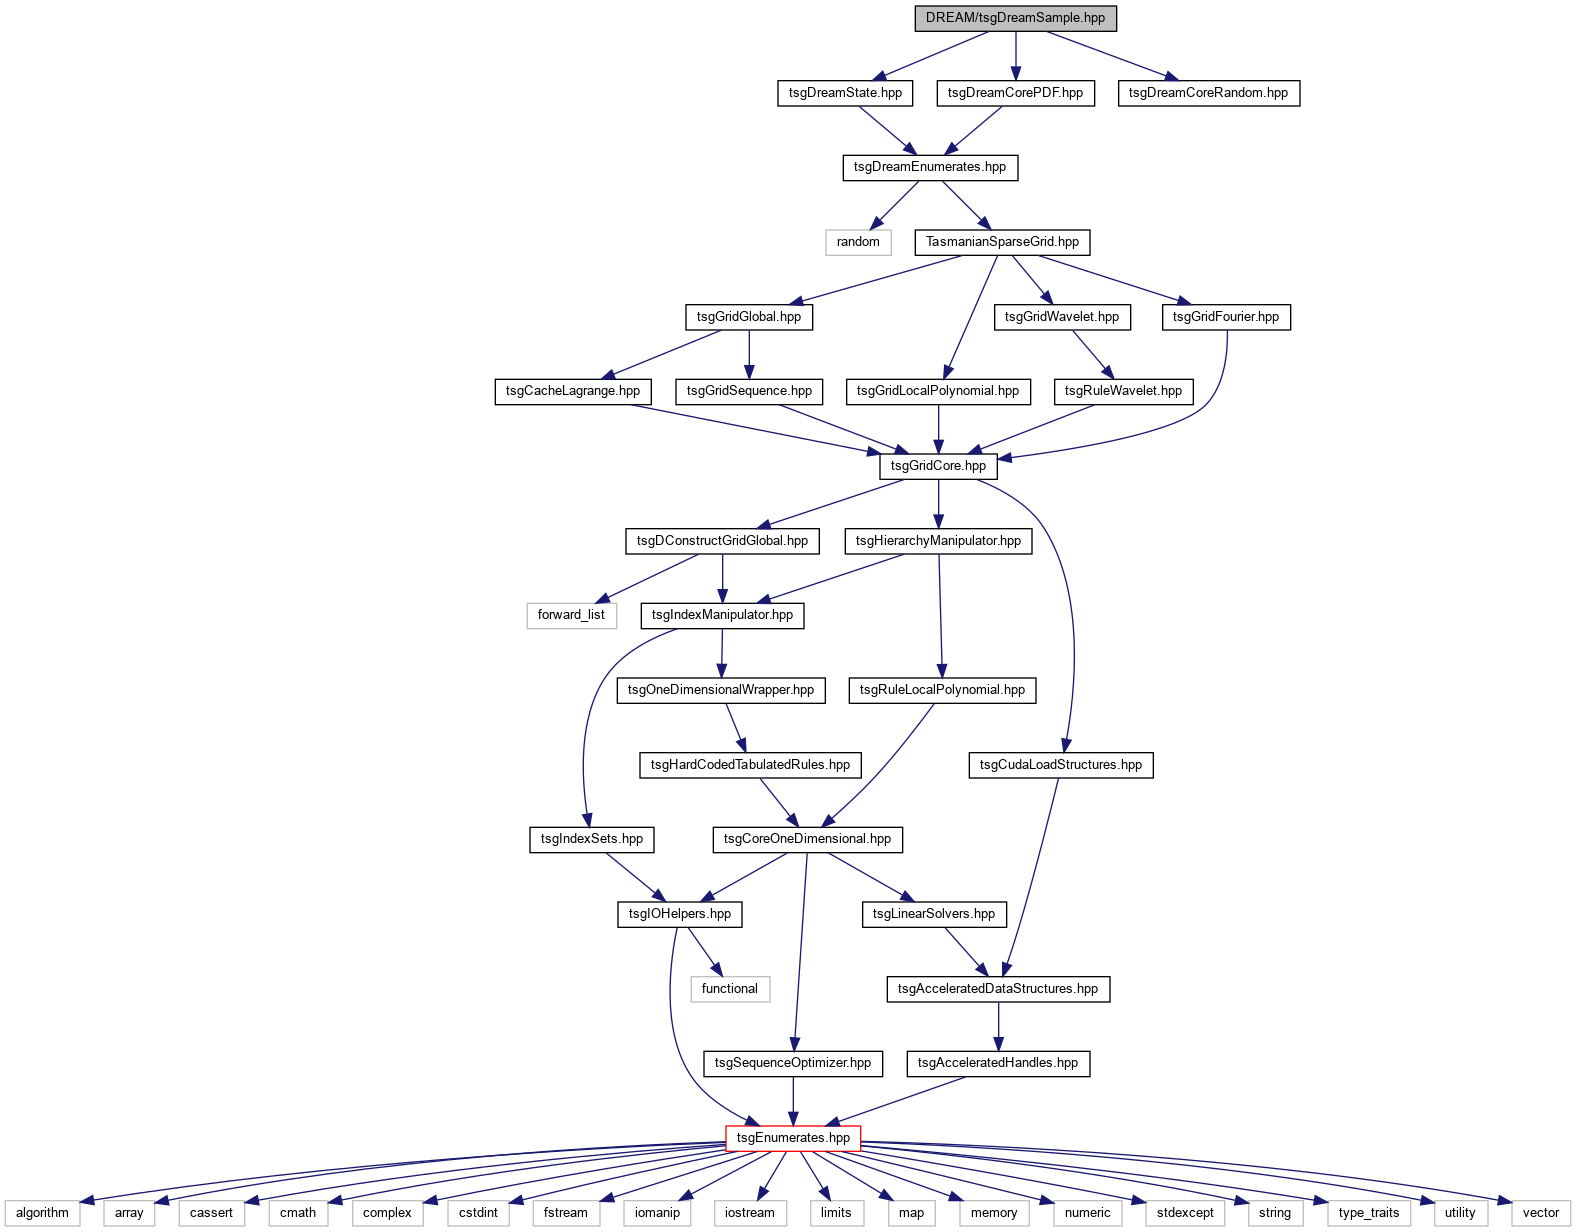 DREAM/tsgDreamSample.hpp
tsgDreamState.hpp
tsgDreamCorePDF.hpp
tsgDreamCoreRandom.hpp
tsgDreamEnumerates.hpp
random
TasmanianSparseGrid.hpp
tsgGridGlobal.hpp
tsgGridWavelet.hpp
tsgGridFourier.hpp
tsgCacheLagrange.hpp
tsgGridSequence.hpp
tsgGridLocalPolynomial.hpp
tsgRuleWavelet.hpp
tsgGridCore.hpp
tsgDConstructGridGlobal.hpp
tsgHierarchyManipulator.hpp
forward_list
tsgIndexManipulator.hpp
tsgOneDimensionalWrapper.hpp
tsgRuleLocalPolynomial.hpp
tsgHardCodedTabulatedRules.hpp
tsgCudaLoadStructures.hpp
tsgIndexSets.hpp
tsgCoreOneDimensional.hpp
tsgIOHelpers.hpp
tsgLinearSolvers.hpp
functional
tsgAcceleratedDataStructures.hpp
tsgSequenceOptimizer.hpp
tsgAcceleratedHandles.hpp
tsgEnumerates.hpp
algorithm
array
cassert
cmath
complex
cstdint
fstream
iomanip
iostream
limits
map
memory
numeric
stdexcept
string
type_traits
utility
vector